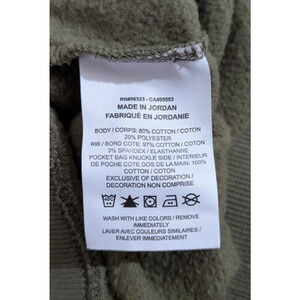 RN#56323 - CA#05553
MADE IN JORDAN
FABRIQUÉ EN JORDANIE
BODY / CORPS: 80% COTTON / COTON
20% POLYESTER
RIB / BORD COTE: 97% COTTON / COTON
3% SPANDEX / ELASTHANNE
POCKET BAG KNUCKLE SIDE / INTERIEUR
DE POCHE COTE DOS DE LA MAIN: 100%
COTTON / COTON
EXCLUSIVE OF DECORATION /
DECORATION NON COMPRISE
WASH WITH LIKE COLORS / REMOVE
IMMEDIATELY
LAVER AVEC COULEURS SIMILAIRES /
ENLEVER IMMEDIATEMENT